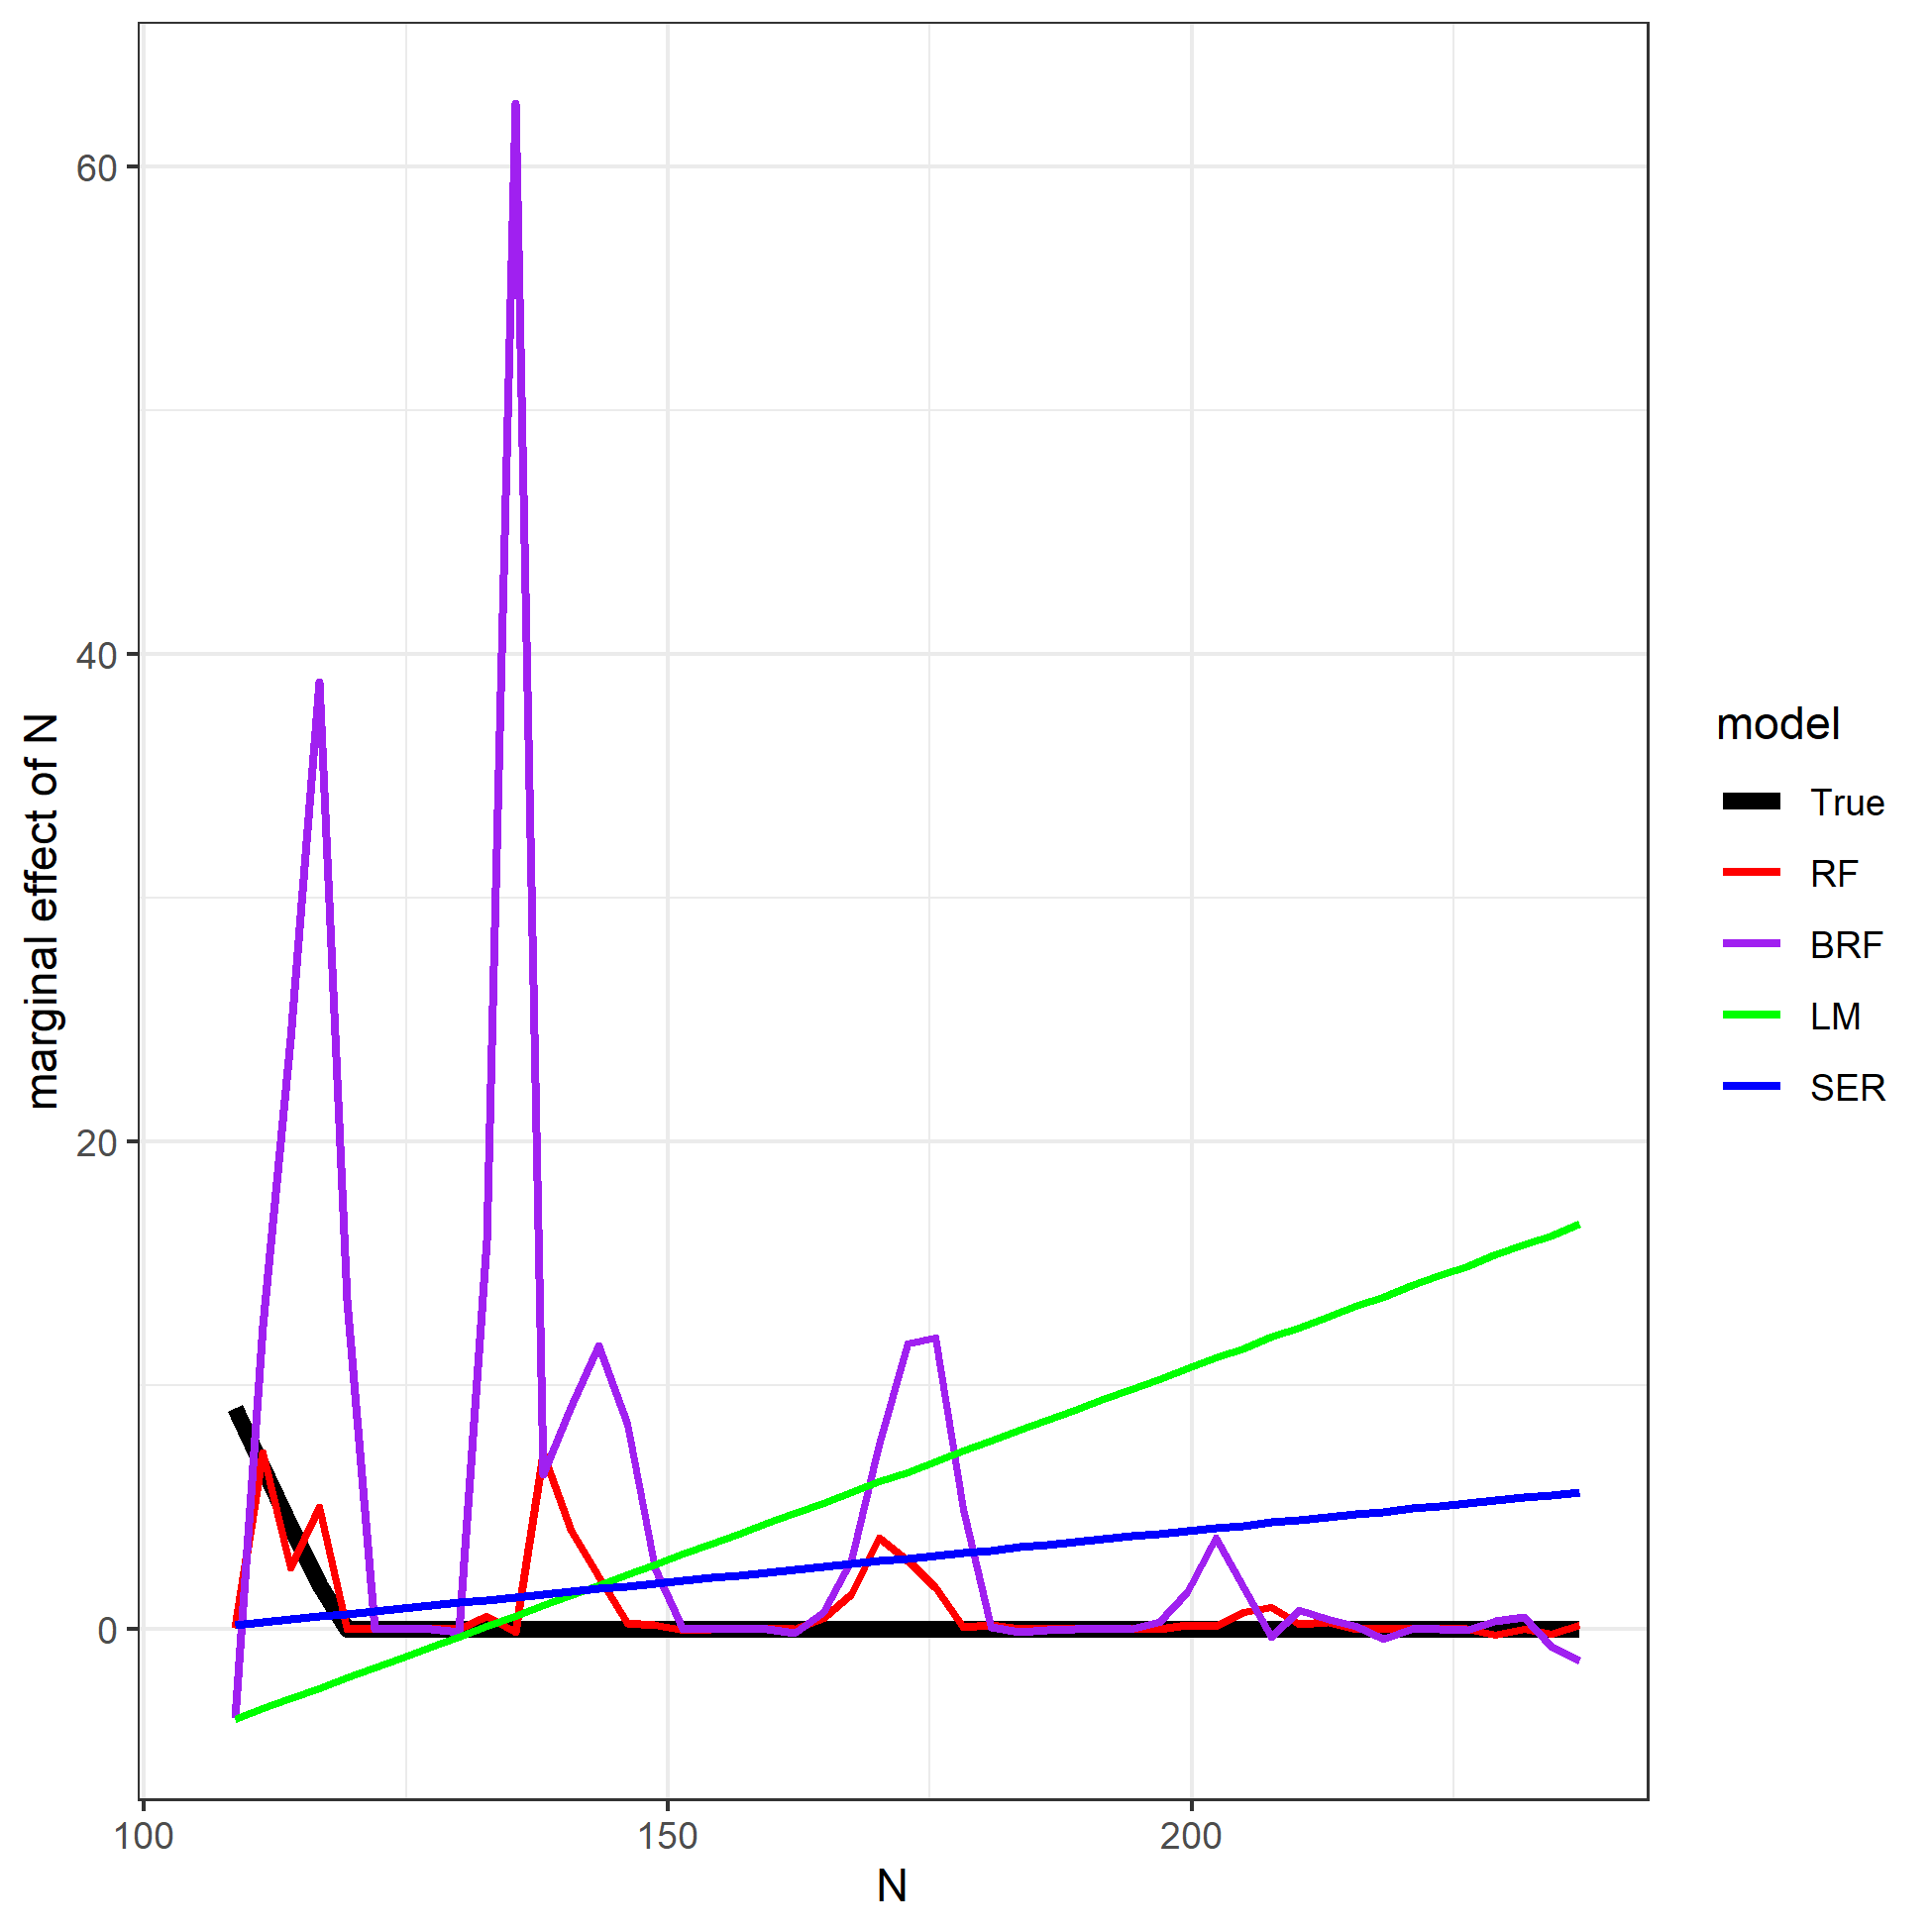 marginal effect of N
60
40
20
0
100
150
200
N
model
True
RF
BRF
LM
SER